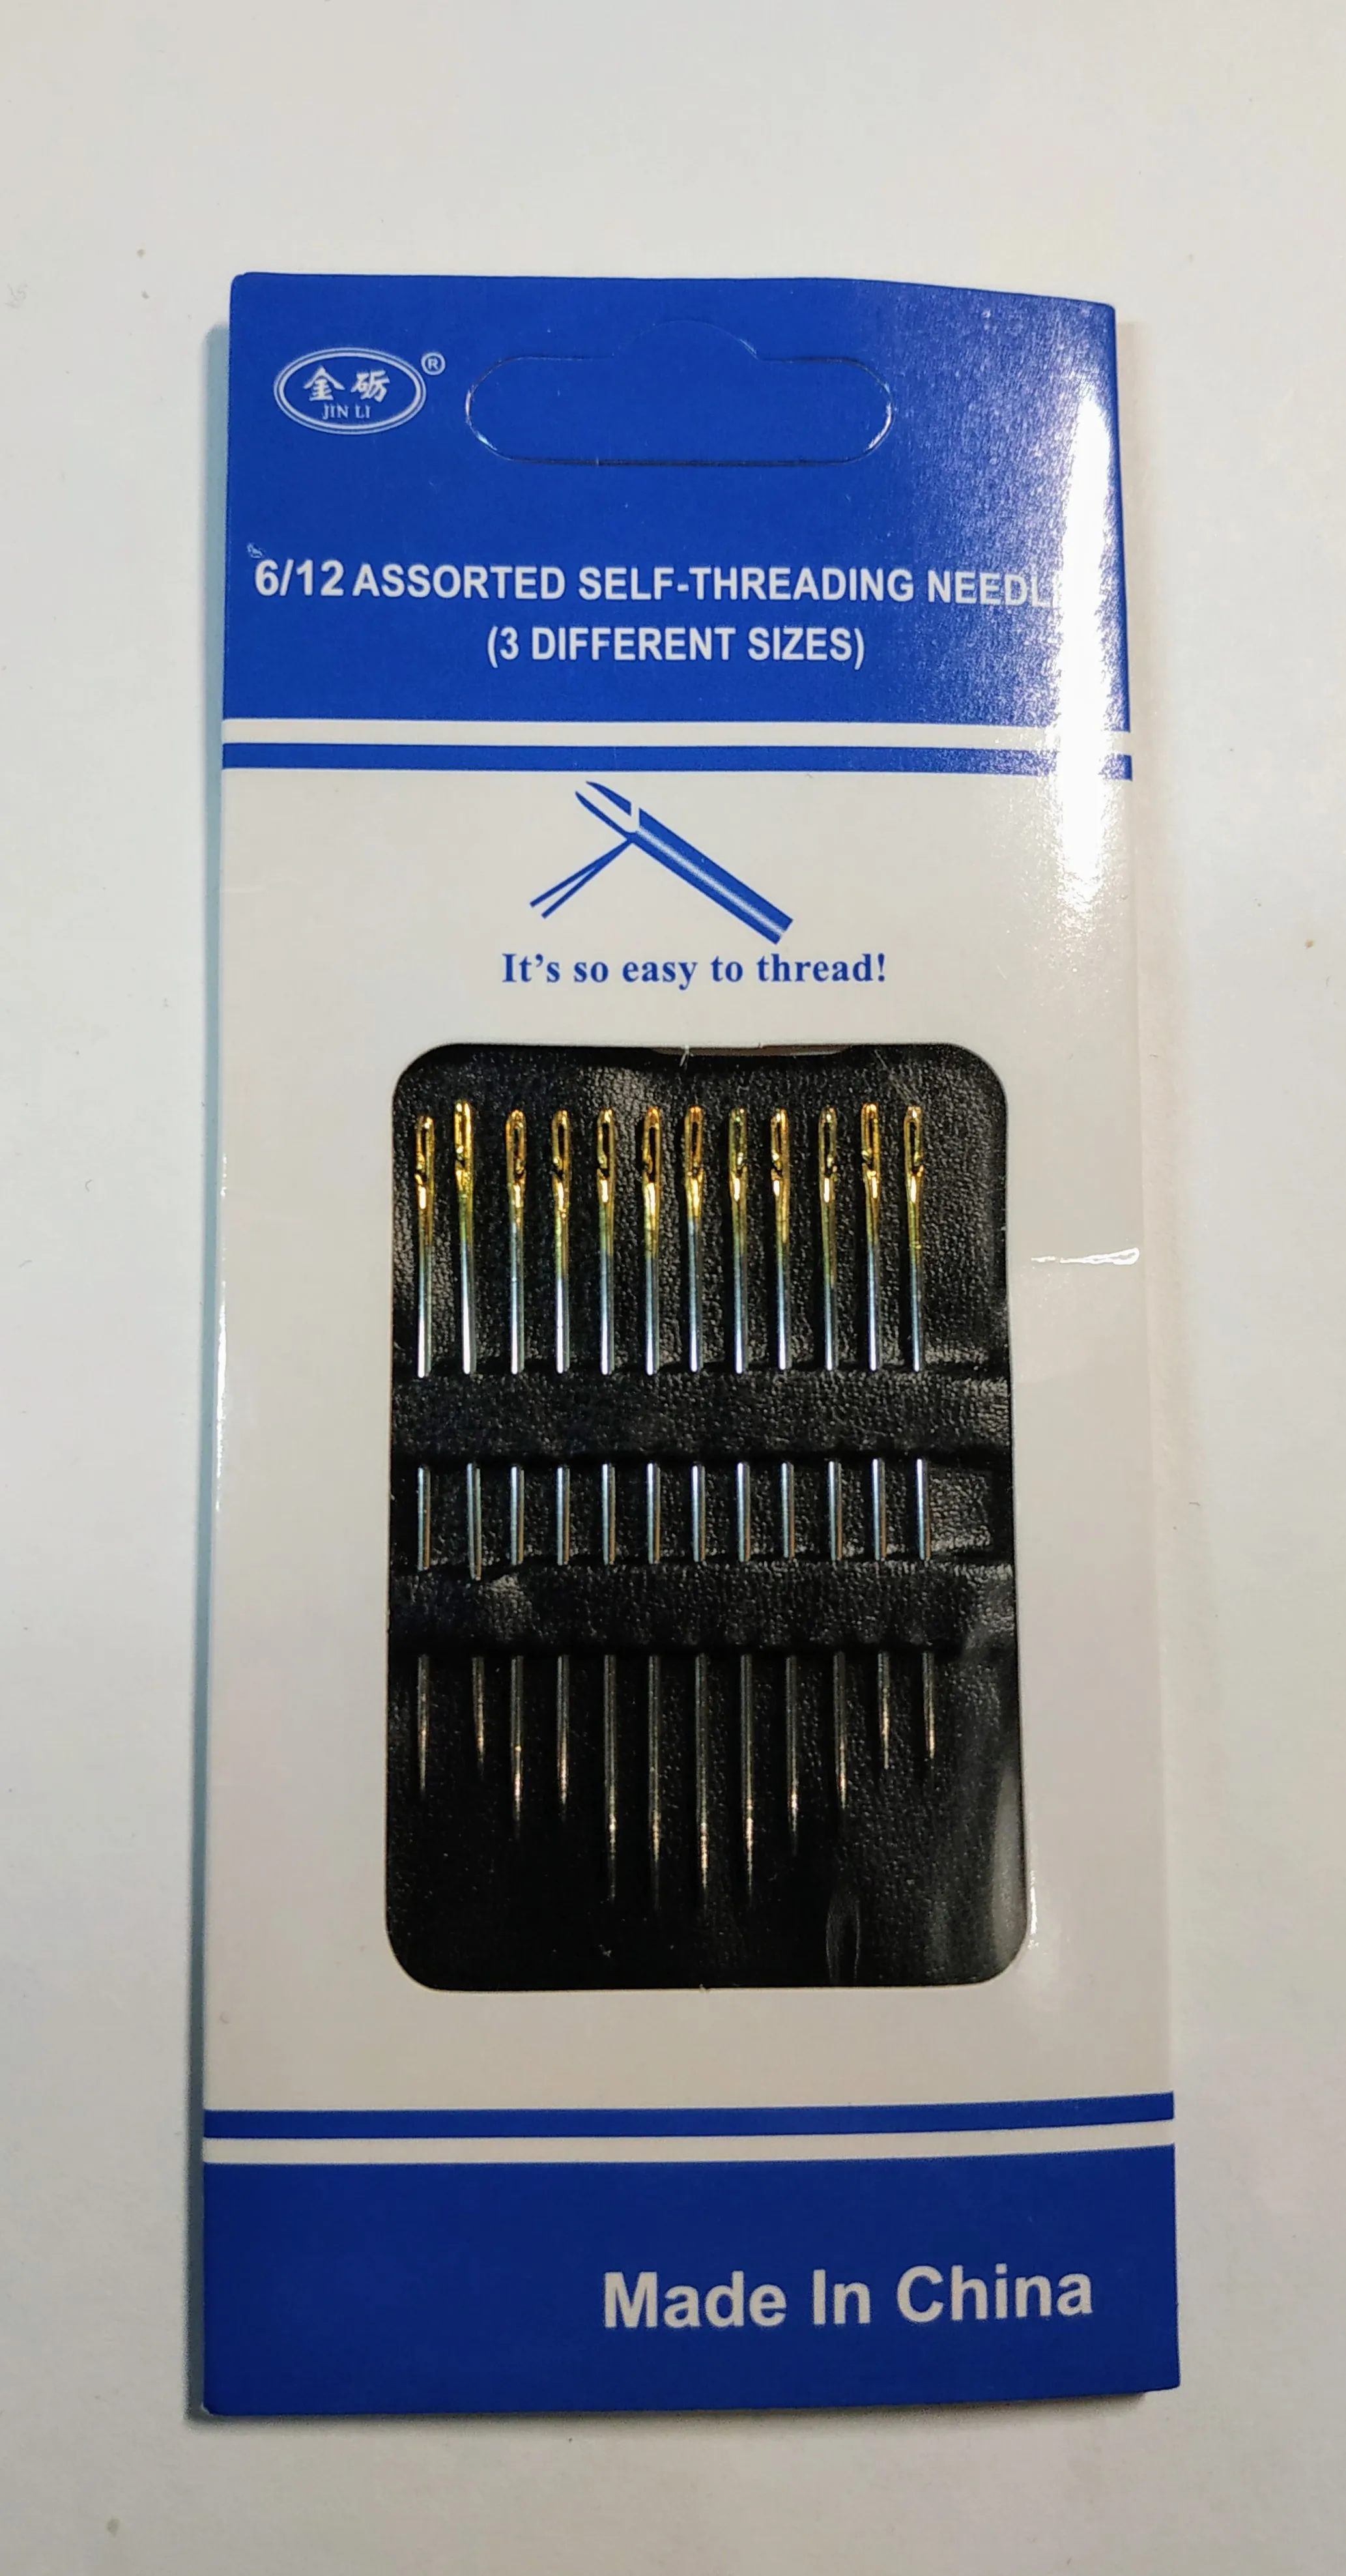 金砺
JIN LI
®
6/12 ASSORTED SELF-THREADING
(3 DIFFERENT SIZES)
It's so easy to thread!
Made In China